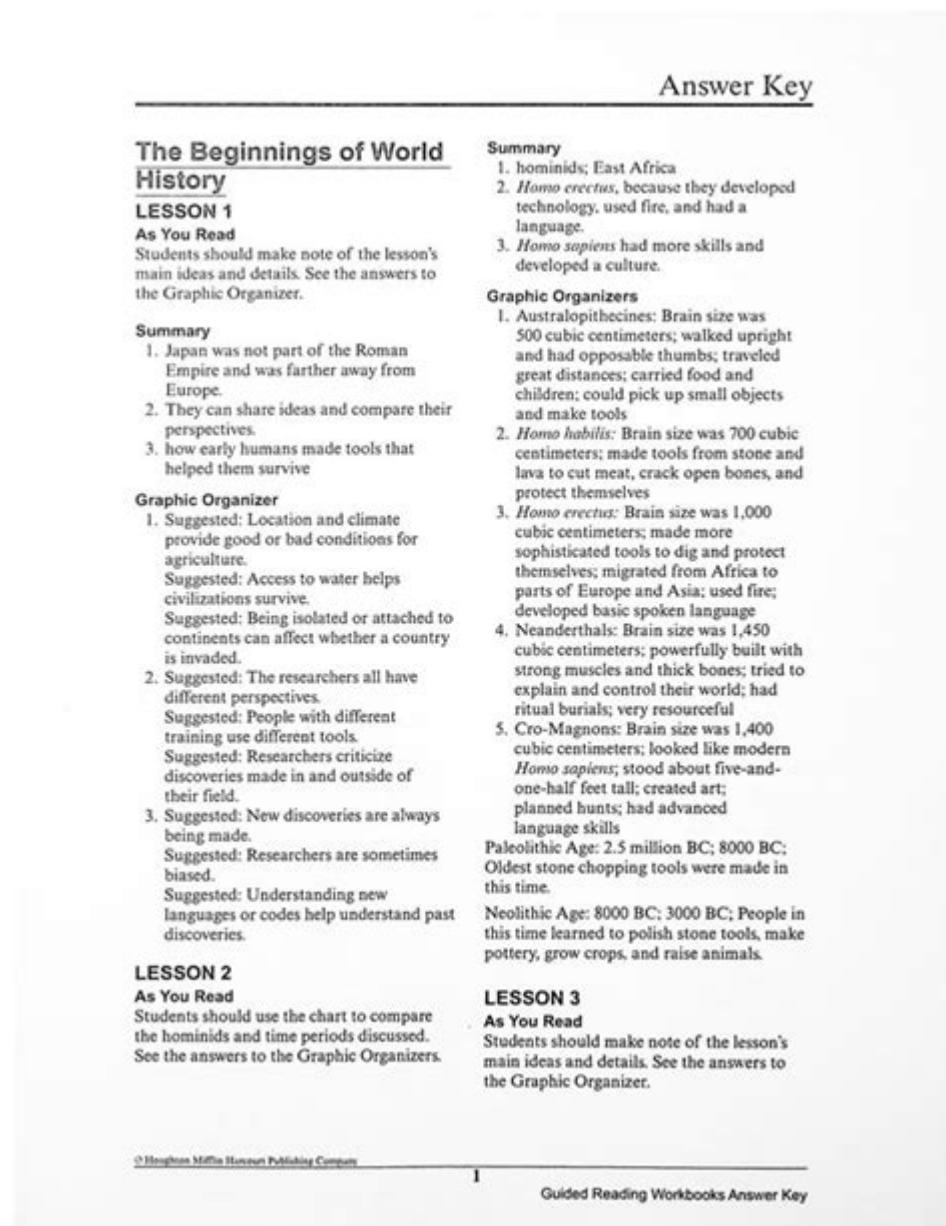 Answer Key
The Beginnings of World
History
LESSON 1
As You Read
Students should make note of the lesson's
main ideas and details. See the answers to
the Graphic Organizer.
Summary
1. Japan was not part of the Roman
Empire and was farther away from
Europe.
2. They can share ideas and compare their
perspectives.
3. how early humans made tools that
helped them survive
Graphic Organizer
1. Suggested: Location and climate
provide good or bad conditions for
agriculture.
Suggested: Access to water helps
civilizations survive.
Suggested: Being isolated or attached to
continents can affect whether a country
is invaded.
2. Suggested: The researchers all have
different perspectives.
Suggested: People with different
training use different tools.
Suggested: Researchers criticize
discoveries made in and outside of
their field.
3. Suggested: New discoveries are always
being made.
Suggested: Researchers are sometimes
biased.
Suggested: Understanding new
languages or codes help understand past
discoveries.
LESSON 2
As You Read
Students should use the chart to compare
the hominids and time periods discussed.
See the answers to the Graphic Organizers.
Summary
1. hominids; East Africa
2. Homo erectus, because they developed
technology, used fire, and had a
language.
3. Homo sapiens had more skills and
developed a culture.
Graphic Organizers
1. Australopithecines: Brain size was
500 cubic centimeters; walked upright
and had opposable thumbs; traveled
great distances; carried food and
children; could pick up small objects
and make tools
2. Homo habilis: Brain size was 700 cubic
centimeters; made tools from stone and
lava to cut meat, crack open bones, and
protect themselves
3. Homo erectus: Brain size was 1,000
cubic centimeters; made more
sophisticated tools to dig and protect
themselves; migrated from Africa to
parts of Europe and Asia; used fire;
developed basic spoken language
4. Neanderthals: Brain size was 1,450
cubic centimeters; powerfully built with
strong muscles and thick bones; tried to
explain and control their world; had
ritual burials; very resourceful
5. Cro-Magnons: Brain size was 1,400
cubic centimeters; looked like modern
Homo sapiens; stood about five-and-
one-half feet tall; created art;
planned hunts; had advanced
language skills
Paleolithic Age: 2.5 million BC; 8000 BC;
Oldest stone chopping tools were made in
this time.
Neolithic Age: 8000 BC; 3000 BC; People in
this time learned to polish stone tools, make
pottery, grow crops, and raise animals.
LESSON 3
As You Read
Students should make note of the lesson's
main ideas and details. See the answers to
the Graphic Organizer.
© Houghton Mifflin Harcourt Publishing Company
1
Guided Reading Workbooks Answer Key